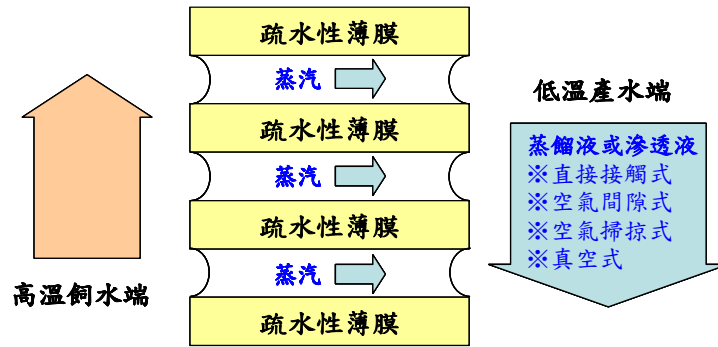 疏水性薄膜
蒸汽
疏水性薄膜
蒸汽
疏水性薄膜
蒸汽
疏水性薄膜
高溫飼水端
低溫產水端
蒸餾液或滲透液
※直接接觸式
※空氣間隙式
※空氣掃掠式
※真空式